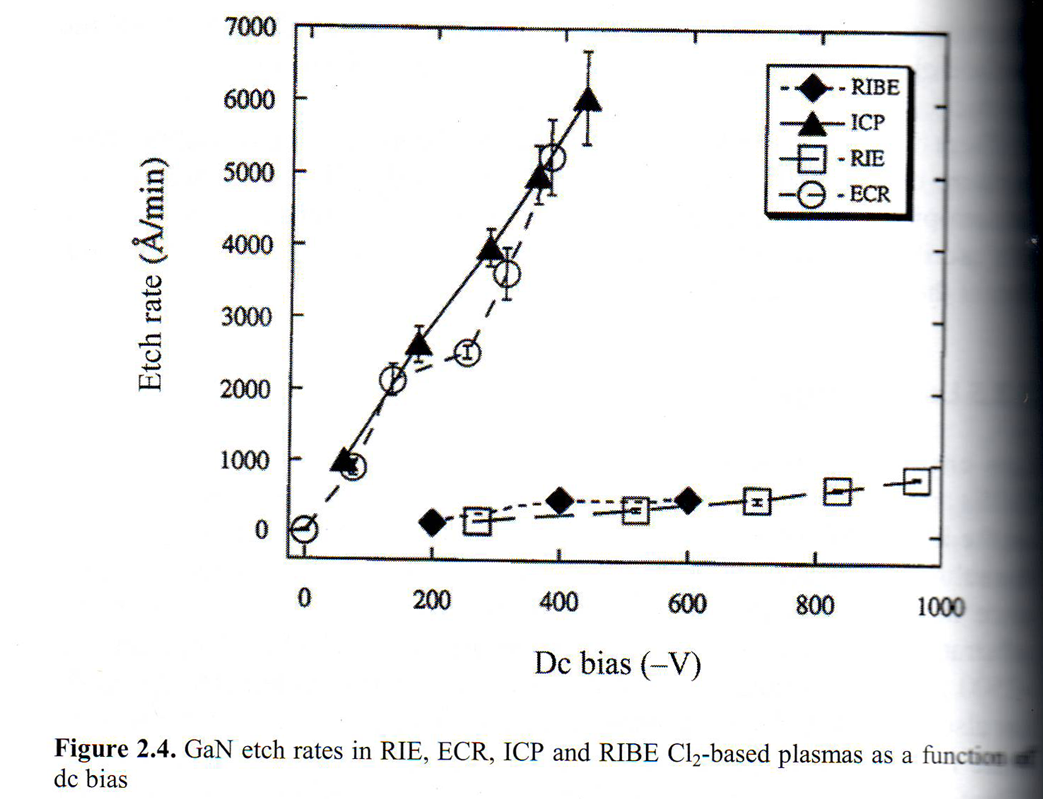 7000
6000
5000
4000
3000
2000
1000
0
Etch rate (Å/min)
RIBE
ICP
RIE
ECR
0 200 400 600 800 1000
Dc bias (–V)
Figure 2.4. GaN etch rates in RIE, ECR, ICP and RIBE Cl₂-based plasmas as a function of
dc bias